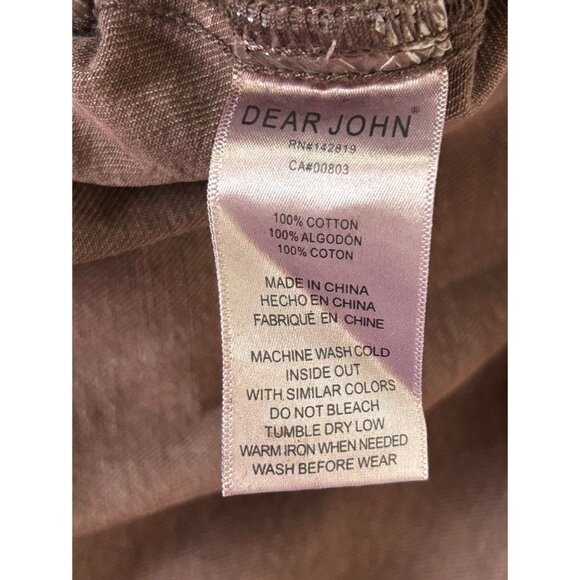 DEAR JOHN®
RN#142819
CA#00803
100% COTTON
100% ALGODÓN
100% COTON
MADE IN CHINA
HECHO EN CHINA
FABRIQUÉ EN CHINE
MACHINE WASH COLD
INSIDE OUT
WITH SIMILAR COLORS
DO NOT BLEACH
TUMBLE DRY LOW
WARM IRON WHEN NEEDED
WASH BEFORE WEAR